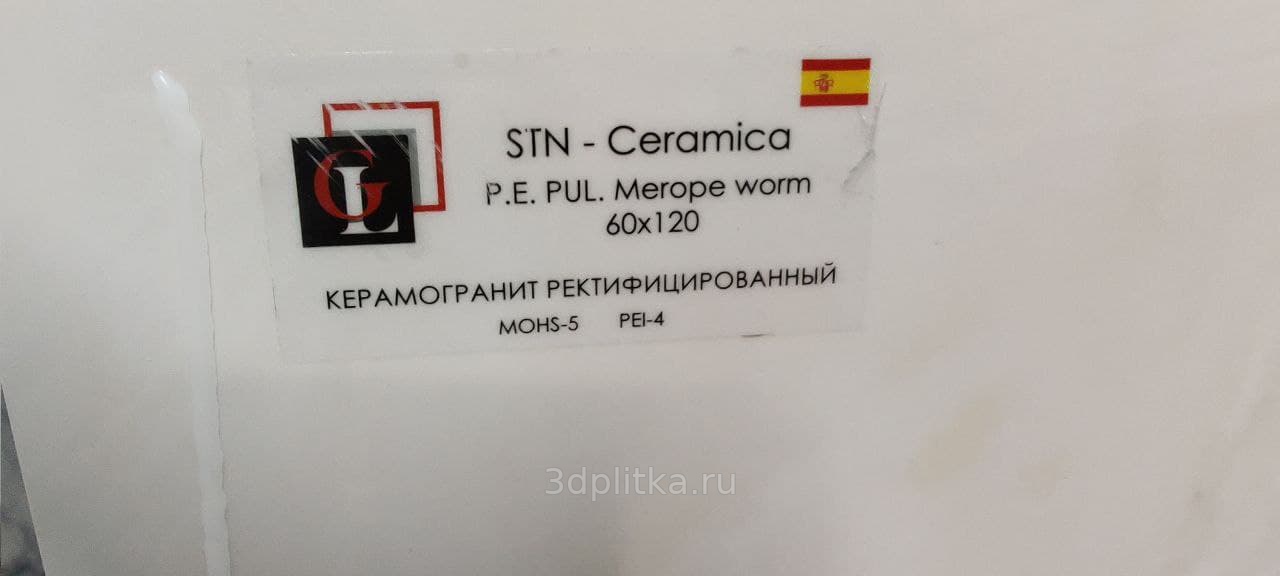 GL
STN - Ceramica
P.E. PUL. Merope worm
60x120
КЕРАМОГРАНИТ РЕКТИФИЦИРОВАННЫЙ
MOHS-5 PEI-4
3dplitka.ru